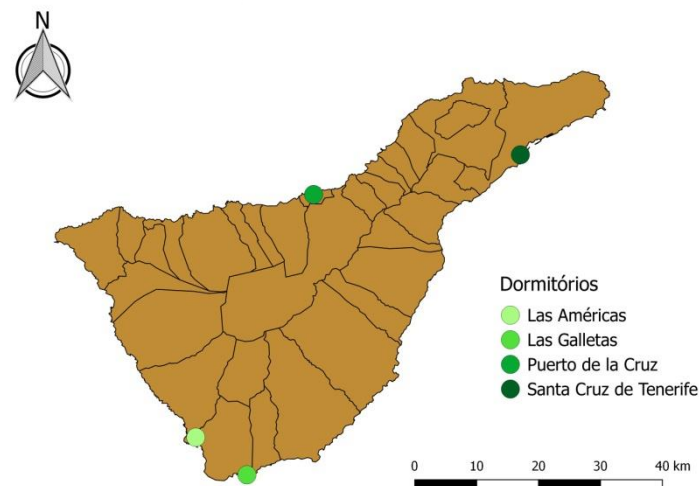 N
Dormitórios
Las Américas
Las Galletas
Puerto de la Cruz
Santa Cruz de Tenerife
0 10 20 30 40 km